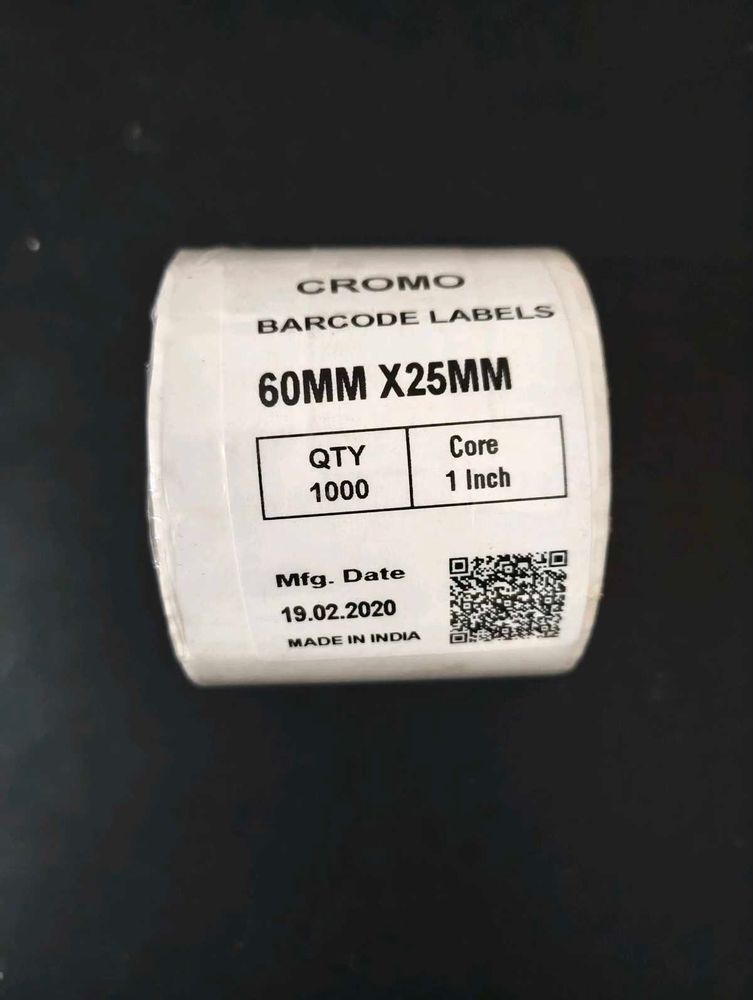 CROMO
BARCODE LABELS
60MM X25MM
QTY
1000
Core
1 Inch
Mfg. Date
19.02.2020
MADE IN INDIA